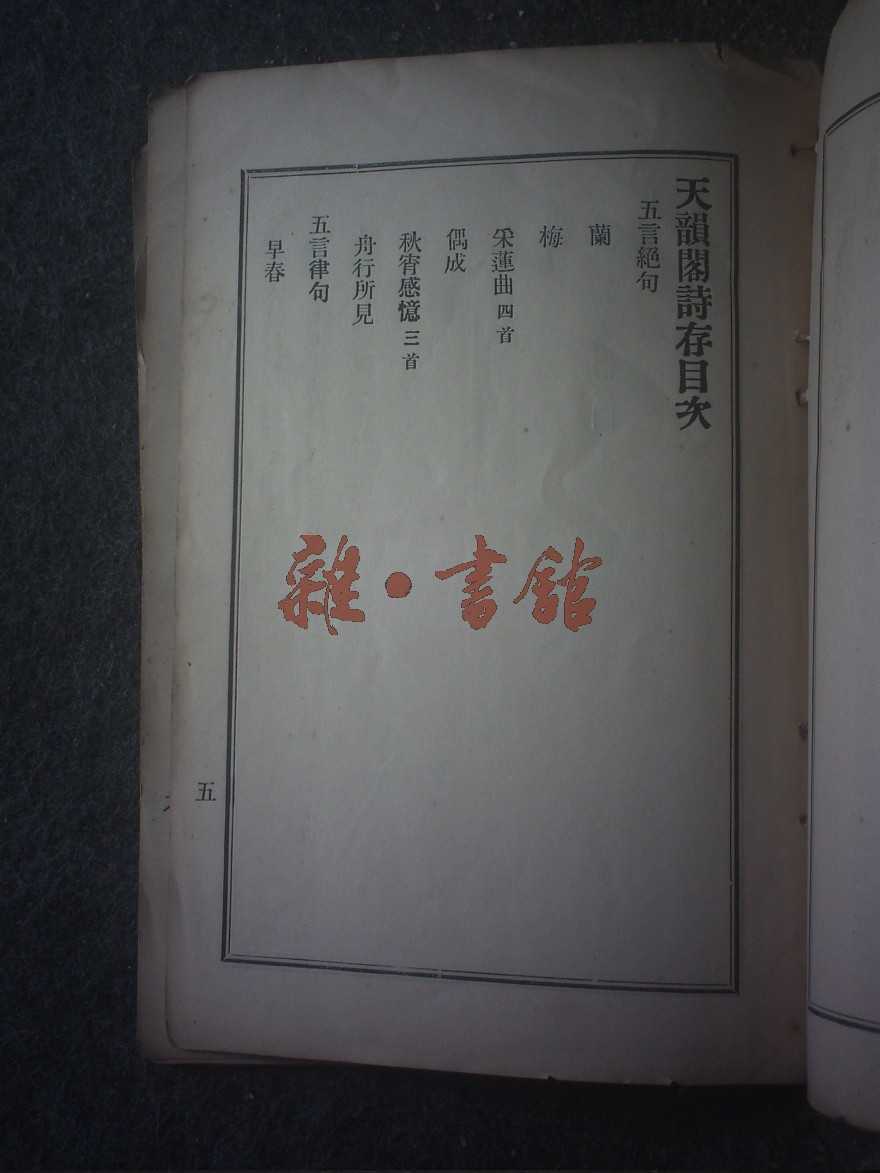 天韻閣詩存目次
五言絕句
蘭
梅
采蓮曲四首
偶成
秋宵感憶三首
舟行所見
五言律句
早春
五
雜·書館